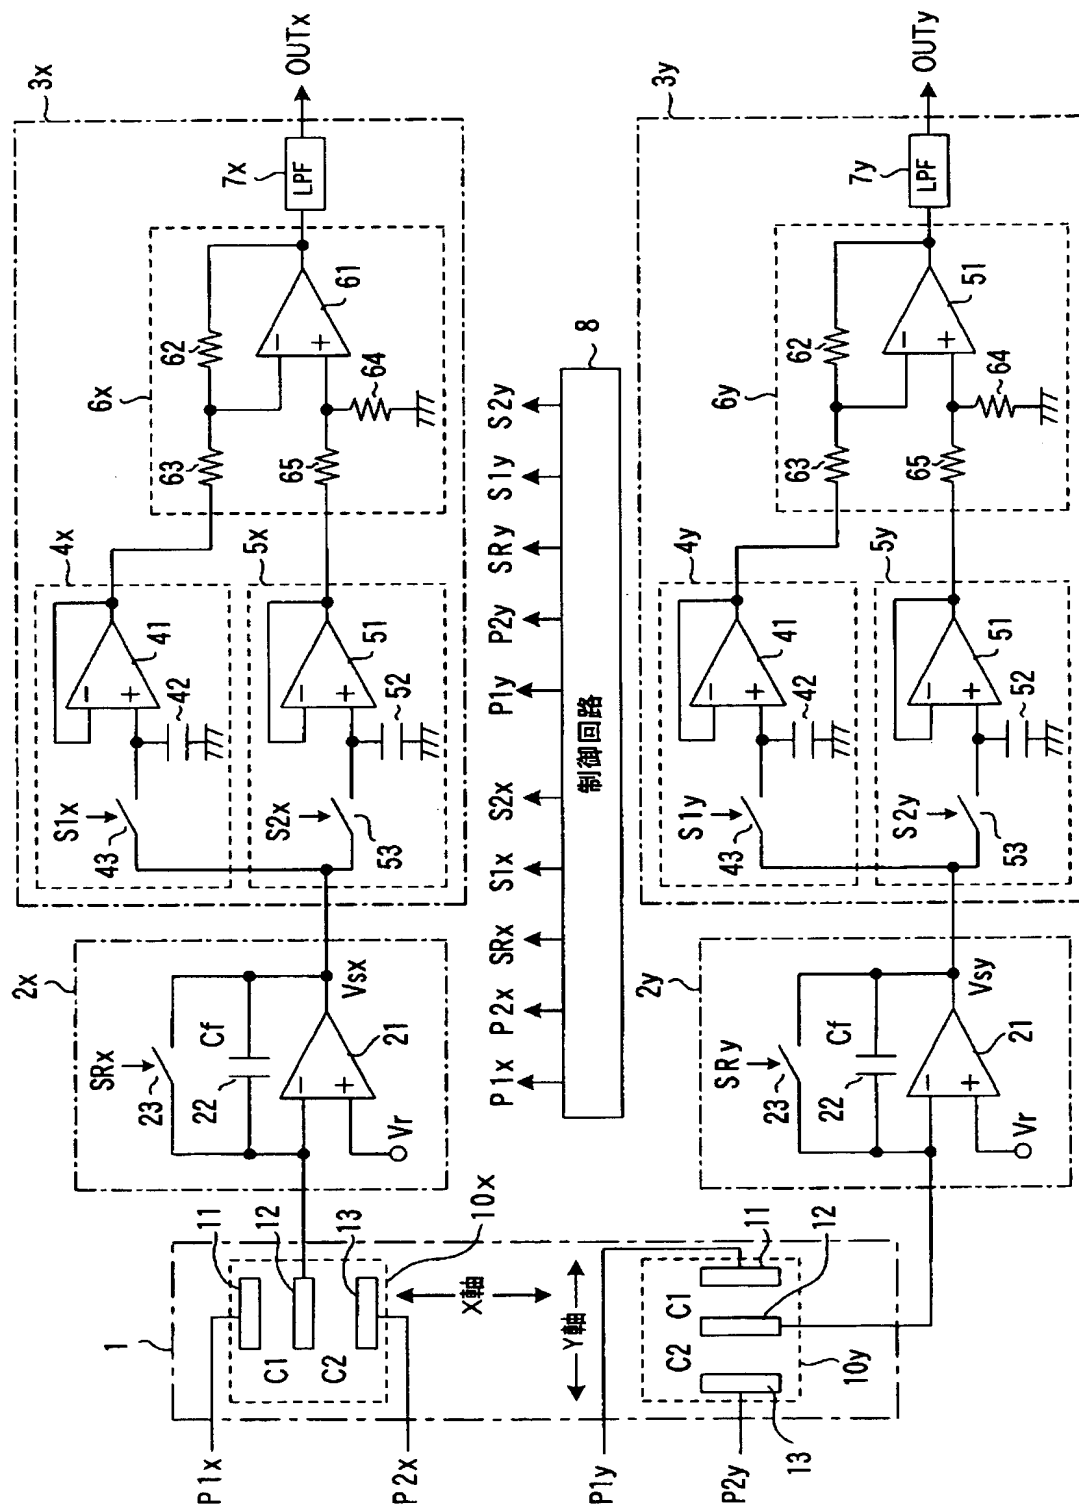 3x
4x
S1x
43
41
42
5x
S2x
53
51
52
6x
63
62
65
64
61
7x
LPF
OUTx
2x
SRx
23
22
Cf
21
Vsx
Vr
1
11
12
13
10x
C1
C2
X軸
P1x
P2x
P1x
P2x
SRx
S1x
S2x
P1y
P2y
SRy
S1y
S2y
制御回路
8
3y
4y
S1y
43
41
42
5y
S2y
53
51
52
6y
63
62
65
64
51
7y
LPF
OUTy
2y
SRy
23
22
Cf
21
Vsy
Vr
Y軸
11
12
13
10y
C1
C2
P1y
P2y